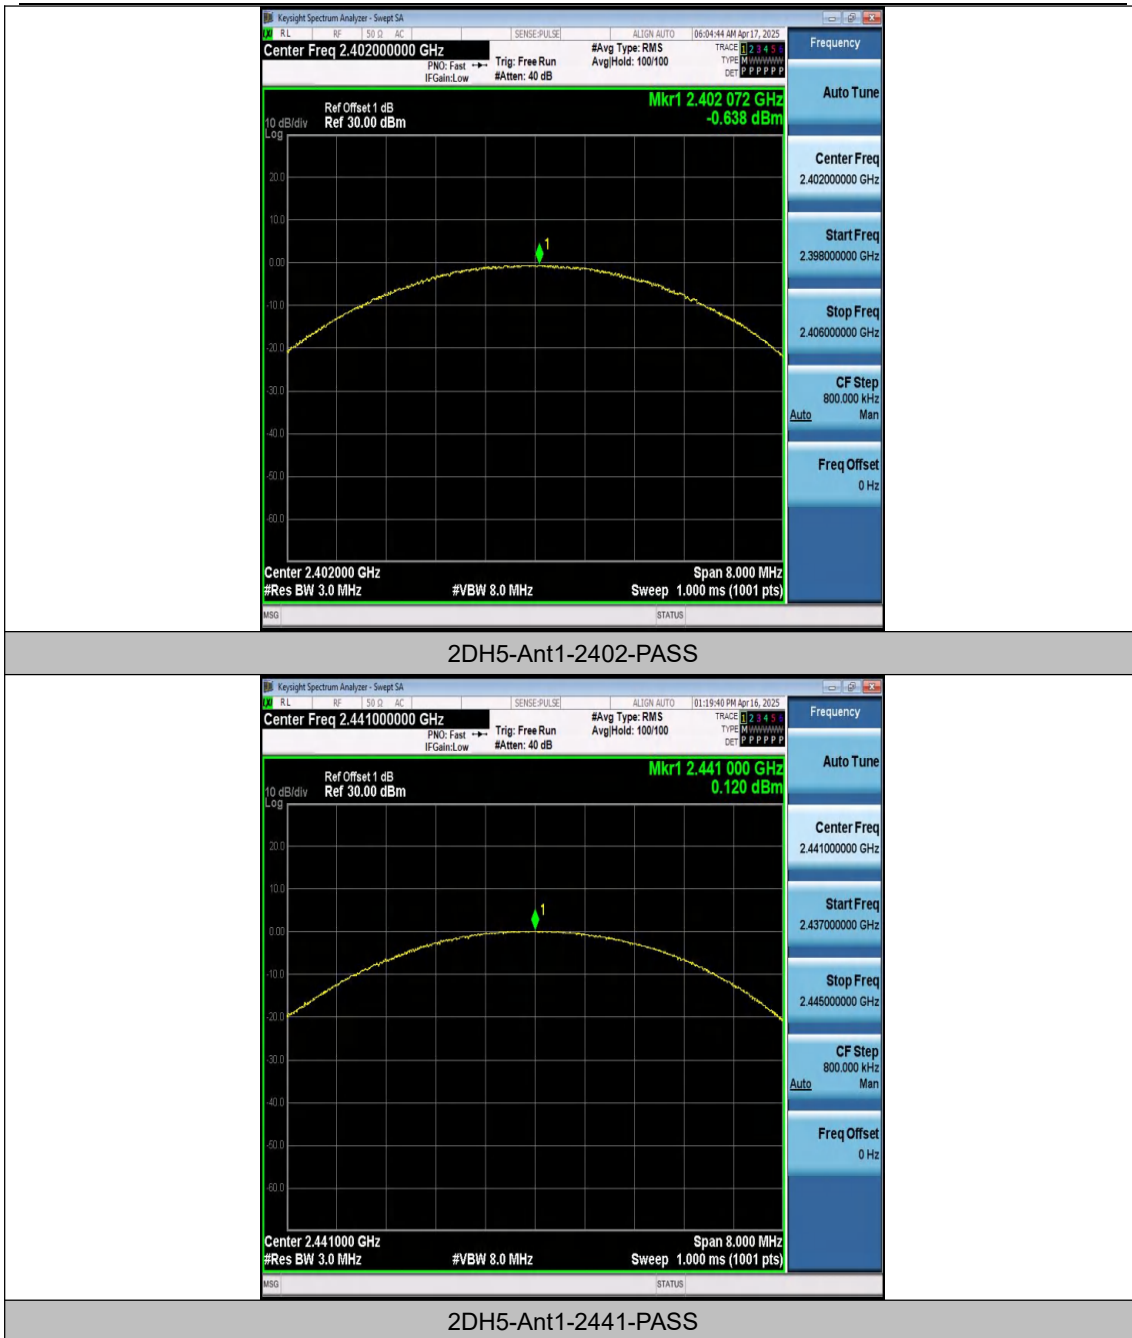 Keysight Spectrum Analyzer - Swept SA
RL RF 50 Ω AC SENSE:PULSE ALIGN AUTO 06:04:44 AM Apr 17, 2025
Center Freq 2.402000000 GHz
PNO: Fast
IFGain:Low
Trig: Free Run
#Atten: 40 dB
#Avg Type: RMS
Avg|Hold: 100/100
TRACE 1 2 3 4 5 6
TYPE M W W W W W
DET P P P P P P
Ref Offset 1 dB
10 dB/div Ref 30.00 dBm
Log
Mkr1 2.402 072 GHz
-0.638 dBm
20.0
10.0
0.00
-10.0
-20.0
-30.0
-40.0
-50.0
-60.0
1
Center 2.402000 GHz Span 8.000 MHz
#Res BW 3.0 MHz #VBW 8.0 MHz Sweep 1.000 ms (1001 pts)
MSG STATUS
Frequency
Auto Tune
Center Freq
2.402000000 GHz
Start Freq
2.398000000 GHz
Stop Freq
2.406000000 GHz
CF Step
800.000 kHz
Auto Man
Freq Offset
0 Hz
2DH5-Ant1-2402-PASS
Keysight Spectrum Analyzer - Swept SA
RL RF 50 Ω AC SENSE:PULSE ALIGN AUTO 01:19:40 PM Apr 16, 2025
Center Freq 2.441000000 GHz
PNO: Fast
IFGain:Low
Trig: Free Run
#Atten: 40 dB
#Avg Type: RMS
Avg|Hold: 100/100
TRACE 1 2 3 4 5 6
TYPE M W W W W W
DET P P P P P P
Ref Offset 1 dB
10 dB/div Ref 30.00 dBm
Log
Mkr1 2.441 000 GHz
0.120 dBm
20.0
10.0
0.00
-10.0
-20.0
-30.0
-40.0
-50.0
-60.0
1
Center 2.441000 GHz Span 8.000 MHz
#Res BW 3.0 MHz #VBW 8.0 MHz Sweep 1.000 ms (1001 pts)
MSG STATUS
Frequency
Auto Tune
Center Freq
2.441000000 GHz
Start Freq
2.437000000 GHz
Stop Freq
2.445000000 GHz
CF Step
800.000 kHz
Auto Man
Freq Offset
0 Hz
2DH5-Ant1-2441-PASS